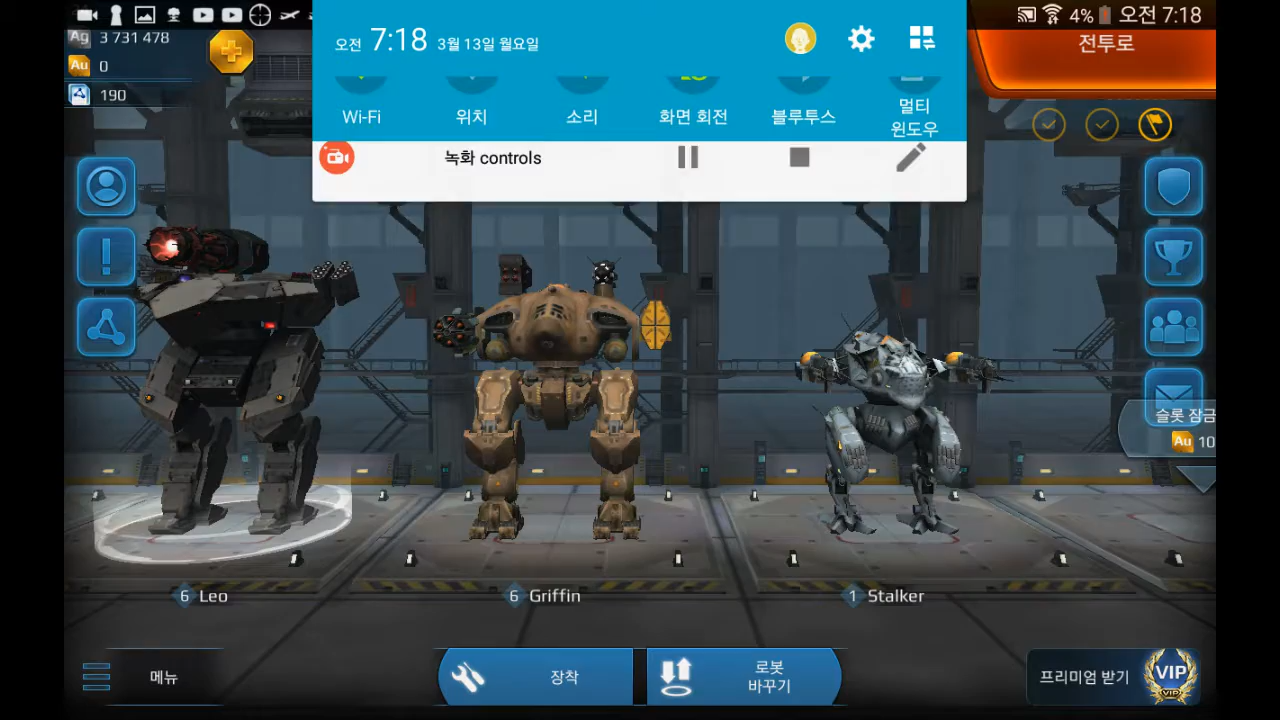 4% 오전 7:18
Ag 3 731 478
Au 0
190
오전 7:18 3월 13일 월요일
전투로
Wi-Fi
위치
소리
화면 회전
블루투스
멀티
윈도우
녹화 controls
슬롯 잠금
Au 10
6 Leo
6 Griffin
1 Stalker
메뉴
장착
로봇
바꾸기
프리미엄 받기
VIP
VIP